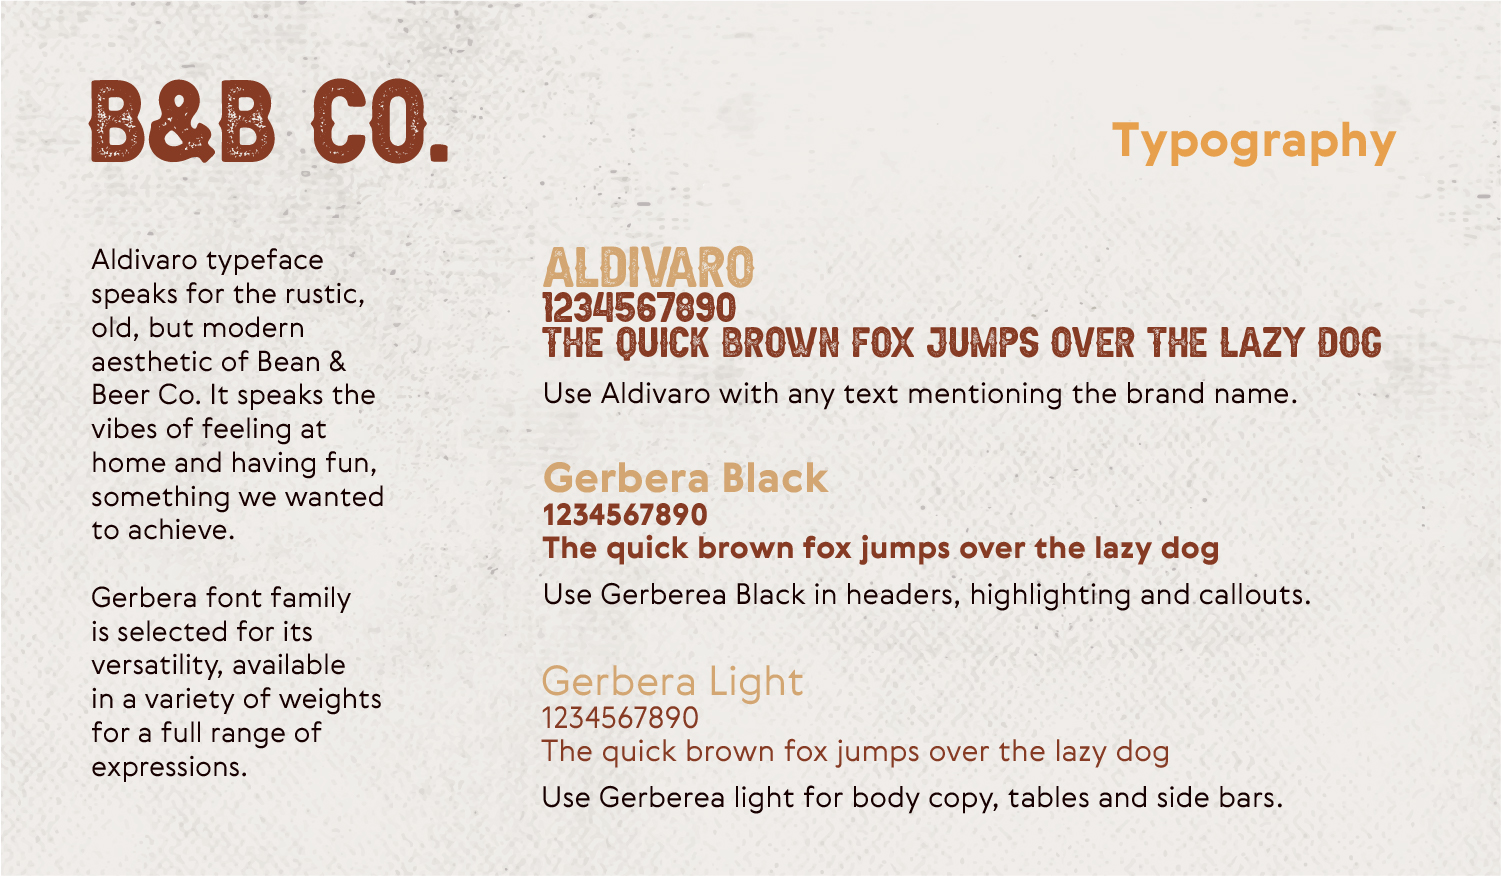 B&B CO.
Typography
Aldivaro typeface
speaks for the rustic,
old, but modern
aesthetic of Bean &
Beer Co. It speaks the
vibes of feeling at
home and having fun,
something we wanted
to achieve.
Gerbera font family
is selected for its
versatility, available
in a variety of weights
for a full range of
expressions.
ALDIVARO
1234567890
THE QUICK BROWN FOX JUMPS OVER THE LAZY DOG
Use Aldivaro with any text mentioning the brand name.
Gerbera Black
1234567890
The quick brown fox jumps over the lazy dog
Use Gerberea Black in headers, highlighting and callouts.
Gerbera Light
1234567890
The quick brown fox jumps over the lazy dog
Use Gerberea light for body copy, tables and side bars.